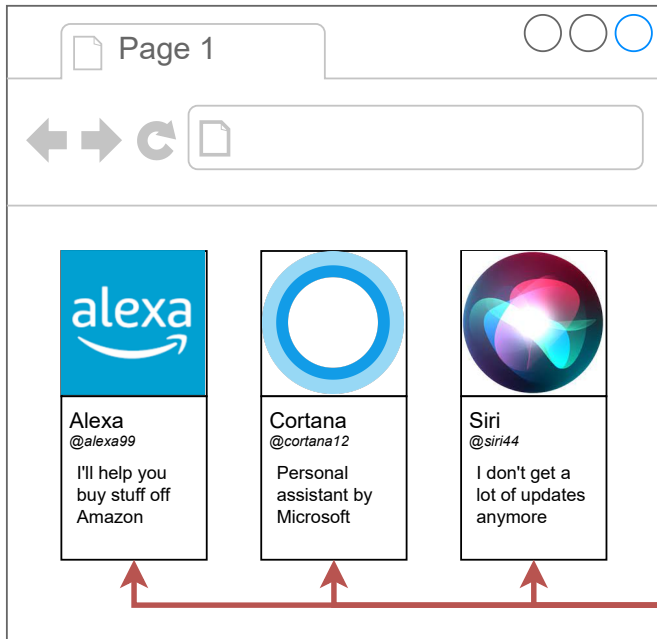 Page 1
alexa
Alexa
@alexa99
I'll help you
buy stuff off
Amazon
Cortana
@cortana12
Personal
assistant by
Microsoft
Siri
@siri44
I don't get a
lot of updates
anymore